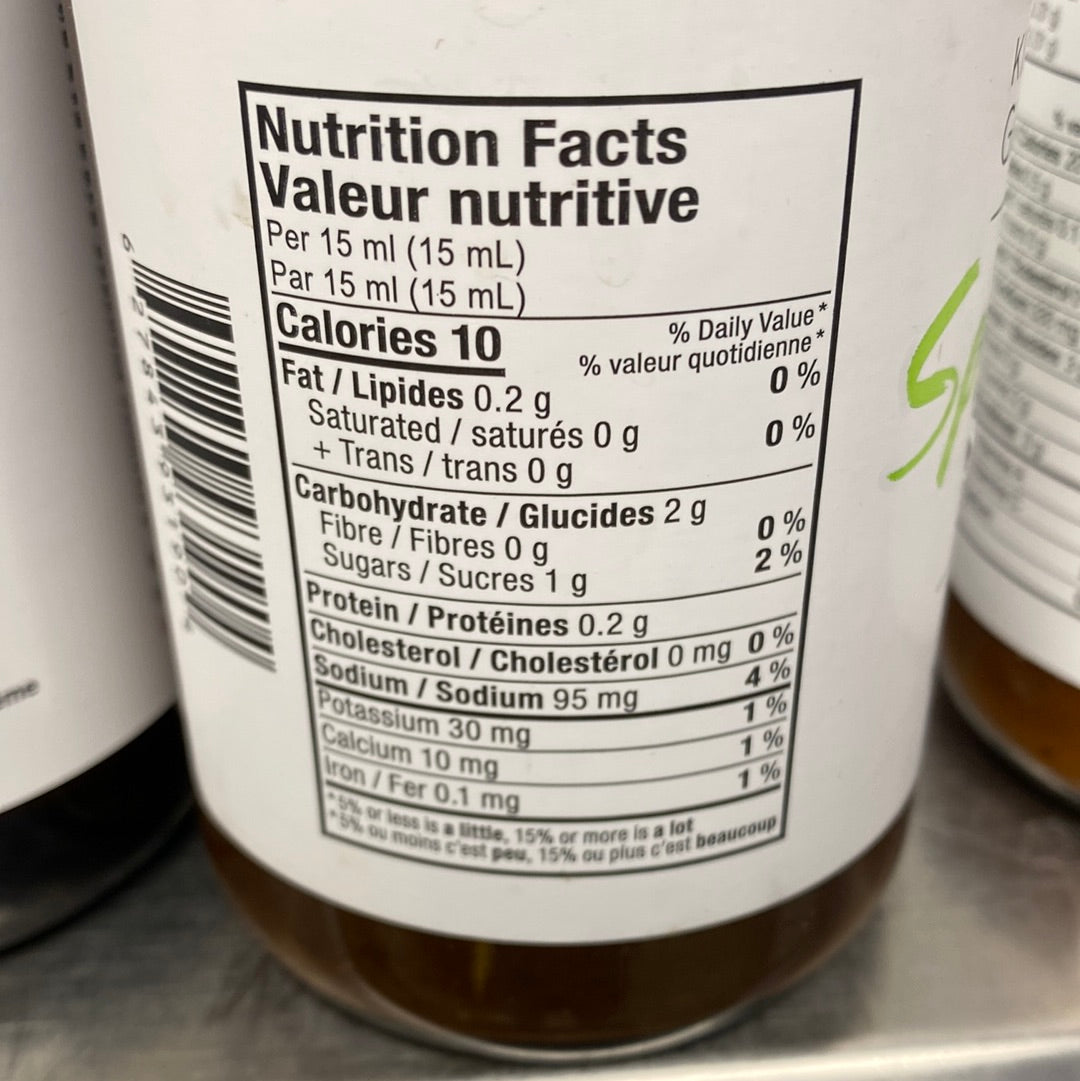 Nutrition Facts
Valeur nutritive
Per 15 ml (15 mL)
Par 15 ml (15 mL)
Calories 10
% Daily Value*
% valeur quotidienne*
Fat / Lipides 0.2 g 0 %
Saturated / saturés 0 g 0 %
+ Trans / trans 0 g
Carbohydrate / Glucides 2 g
Fibre / Fibres 0 g 0 %
Sugars / Sucres 1 g 2 %
Protein / Protéines 0.2 g
Cholesterol / Cholestérol 0 mg 0 %
Sodium / Sodium 95 mg 4 %
Potassium 30 mg 1 %
Calcium 10 mg 1 %
Iron / Fer 0.1 mg 1 %
*5% or less is a little, 15% or more is a lot
*5% ou moins c'est peu, 15% ou plus c'est beaucoup